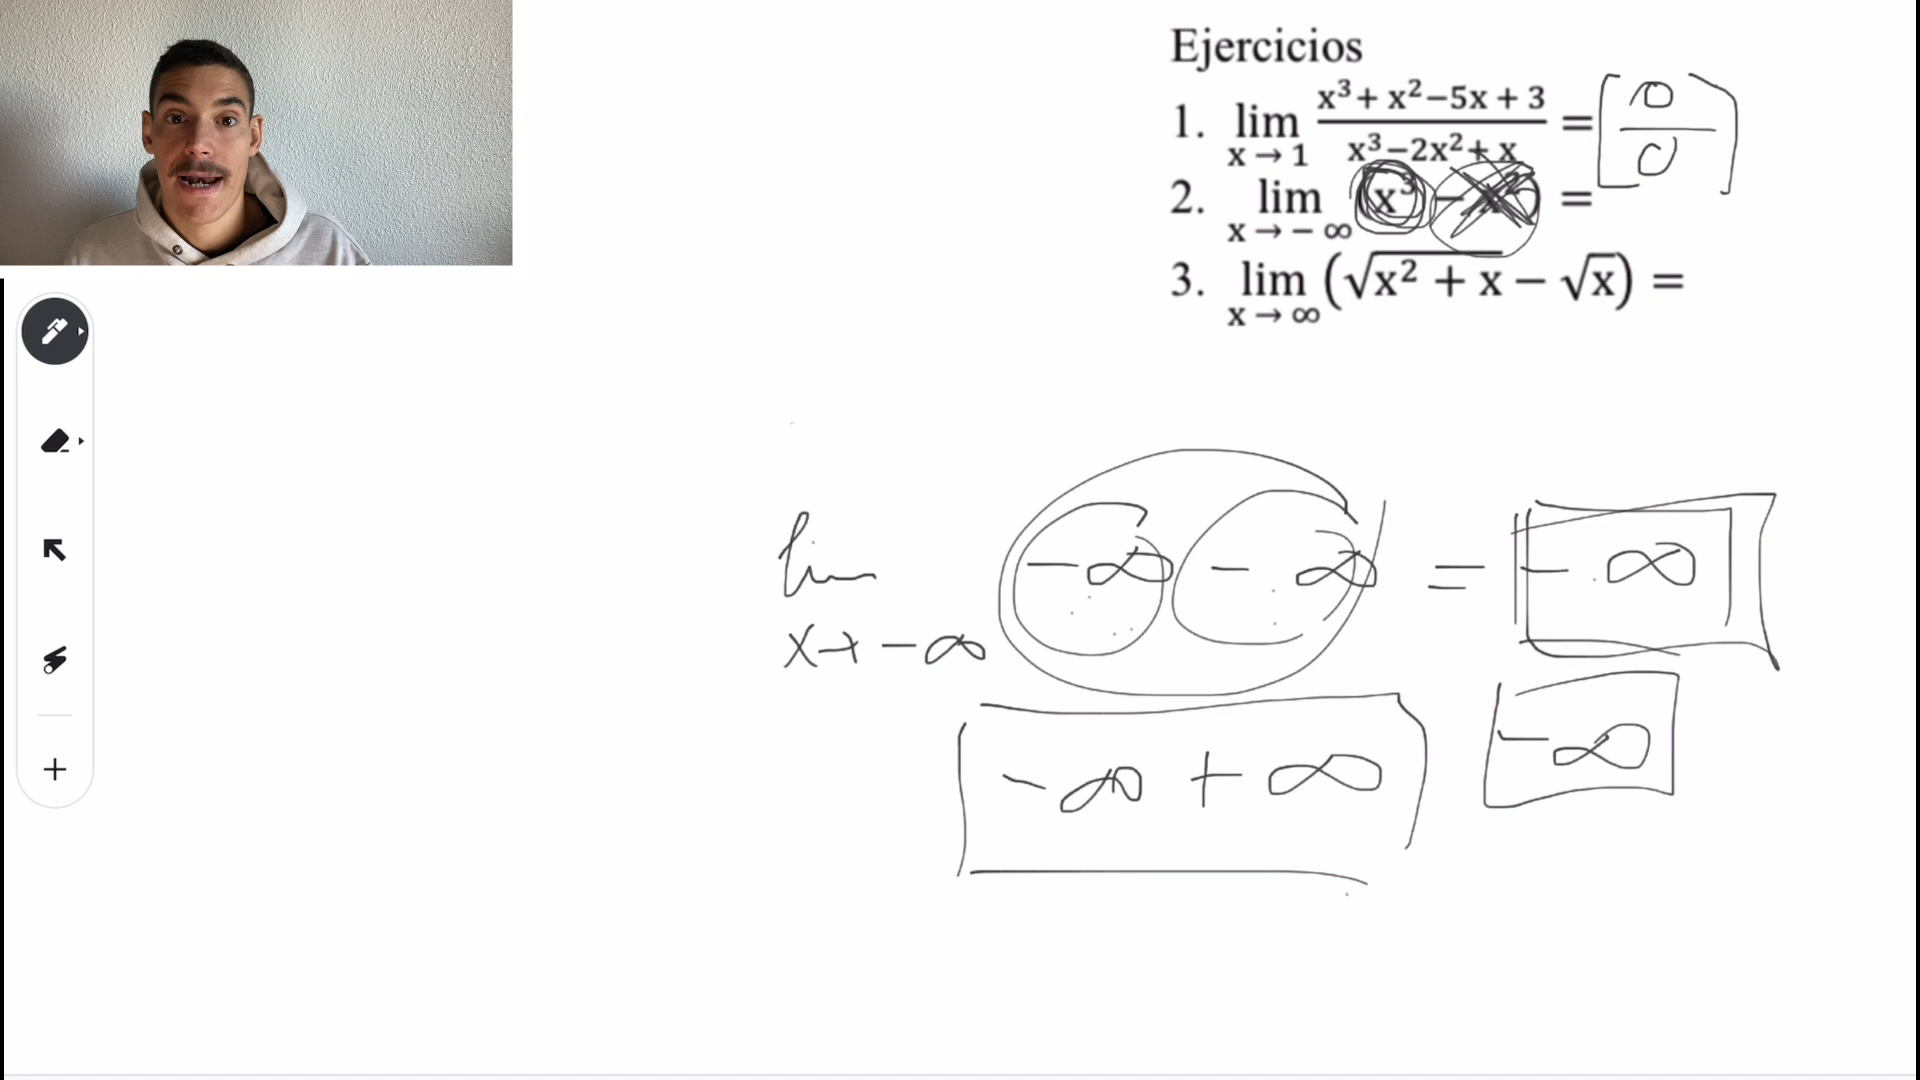 Ejercicios
1. lim x→1 (x³ + x² − 5x + 3)/(x³ − 2x² + x) = [0/0]
2. lim x→ − ∞ (x³ − ) =
3. lim x→ ∞ (√(x² + x) − √x) =
lim x→ −∞ −∞ − ∞ = − ∞
−∞ + ∞ −∞